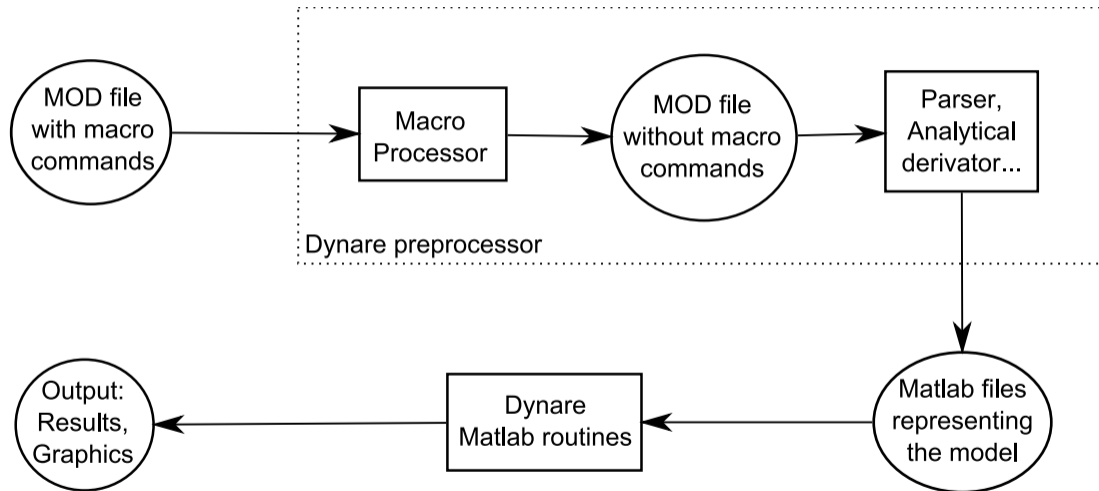 MOD file
with macro
commands
Macro
Processor
MOD file
without macro
commands
Parser,
Analytical
derivator...
Dynare preprocessor
Output:
Results,
Graphics
Dynare
Matlab routines
Matlab files
representing
the model